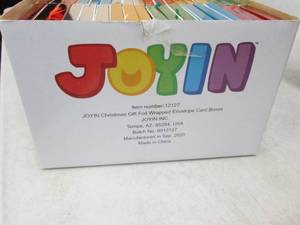 JOYIN
Item number:12127
JOYIN Christmas Gift Foil Wrapped Envelope Card Boxes
JOYIN INC.
Tempe, AZ, 85284, USA
Batch No: 9912127
Manufactured in Sep, 2020
Made in China